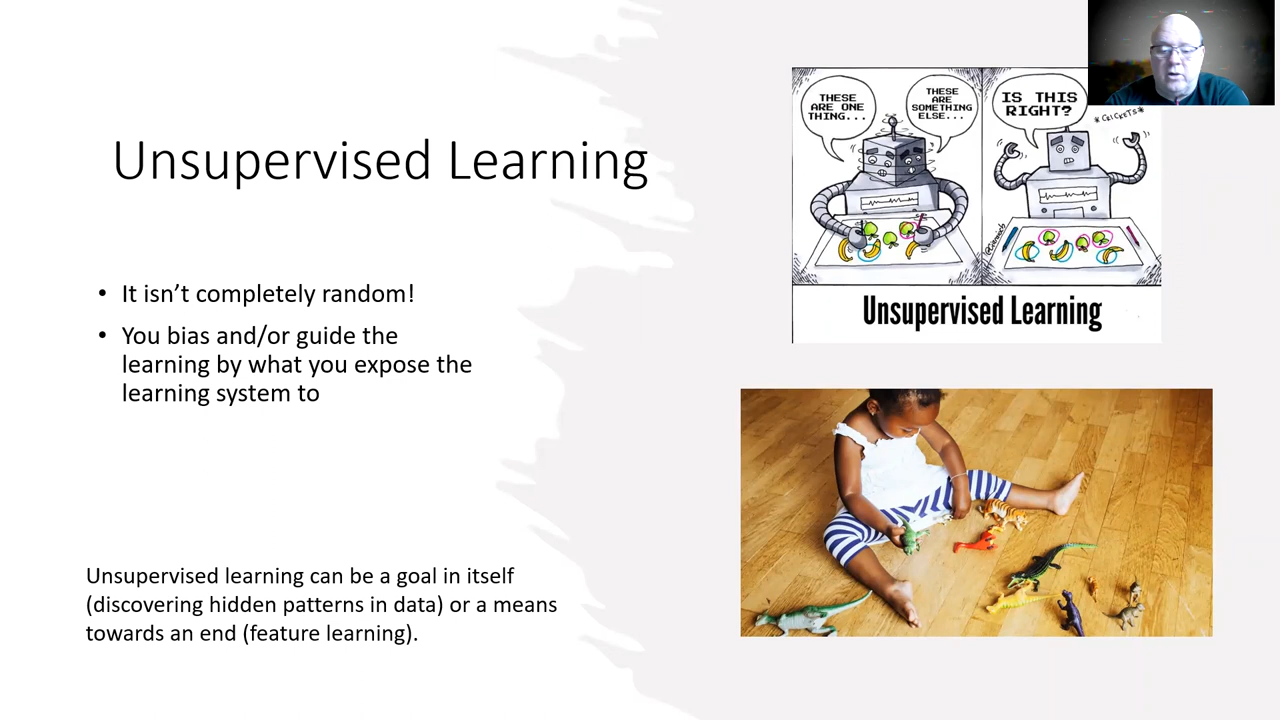 Unsupervised Learning
• It isn’t completely random!
• You bias and/or guide the
learning by what you expose the
learning system to
Unsupervised learning can be a goal in itself
(discovering hidden patterns in data) or a means
towards an end (feature learning).
THESE
ARE ONE
THING...
THESE
ARE
SOMETHING
ELSE...
IS THIS
RIGHT?
*CRICKETS*
Unsupervised Learning